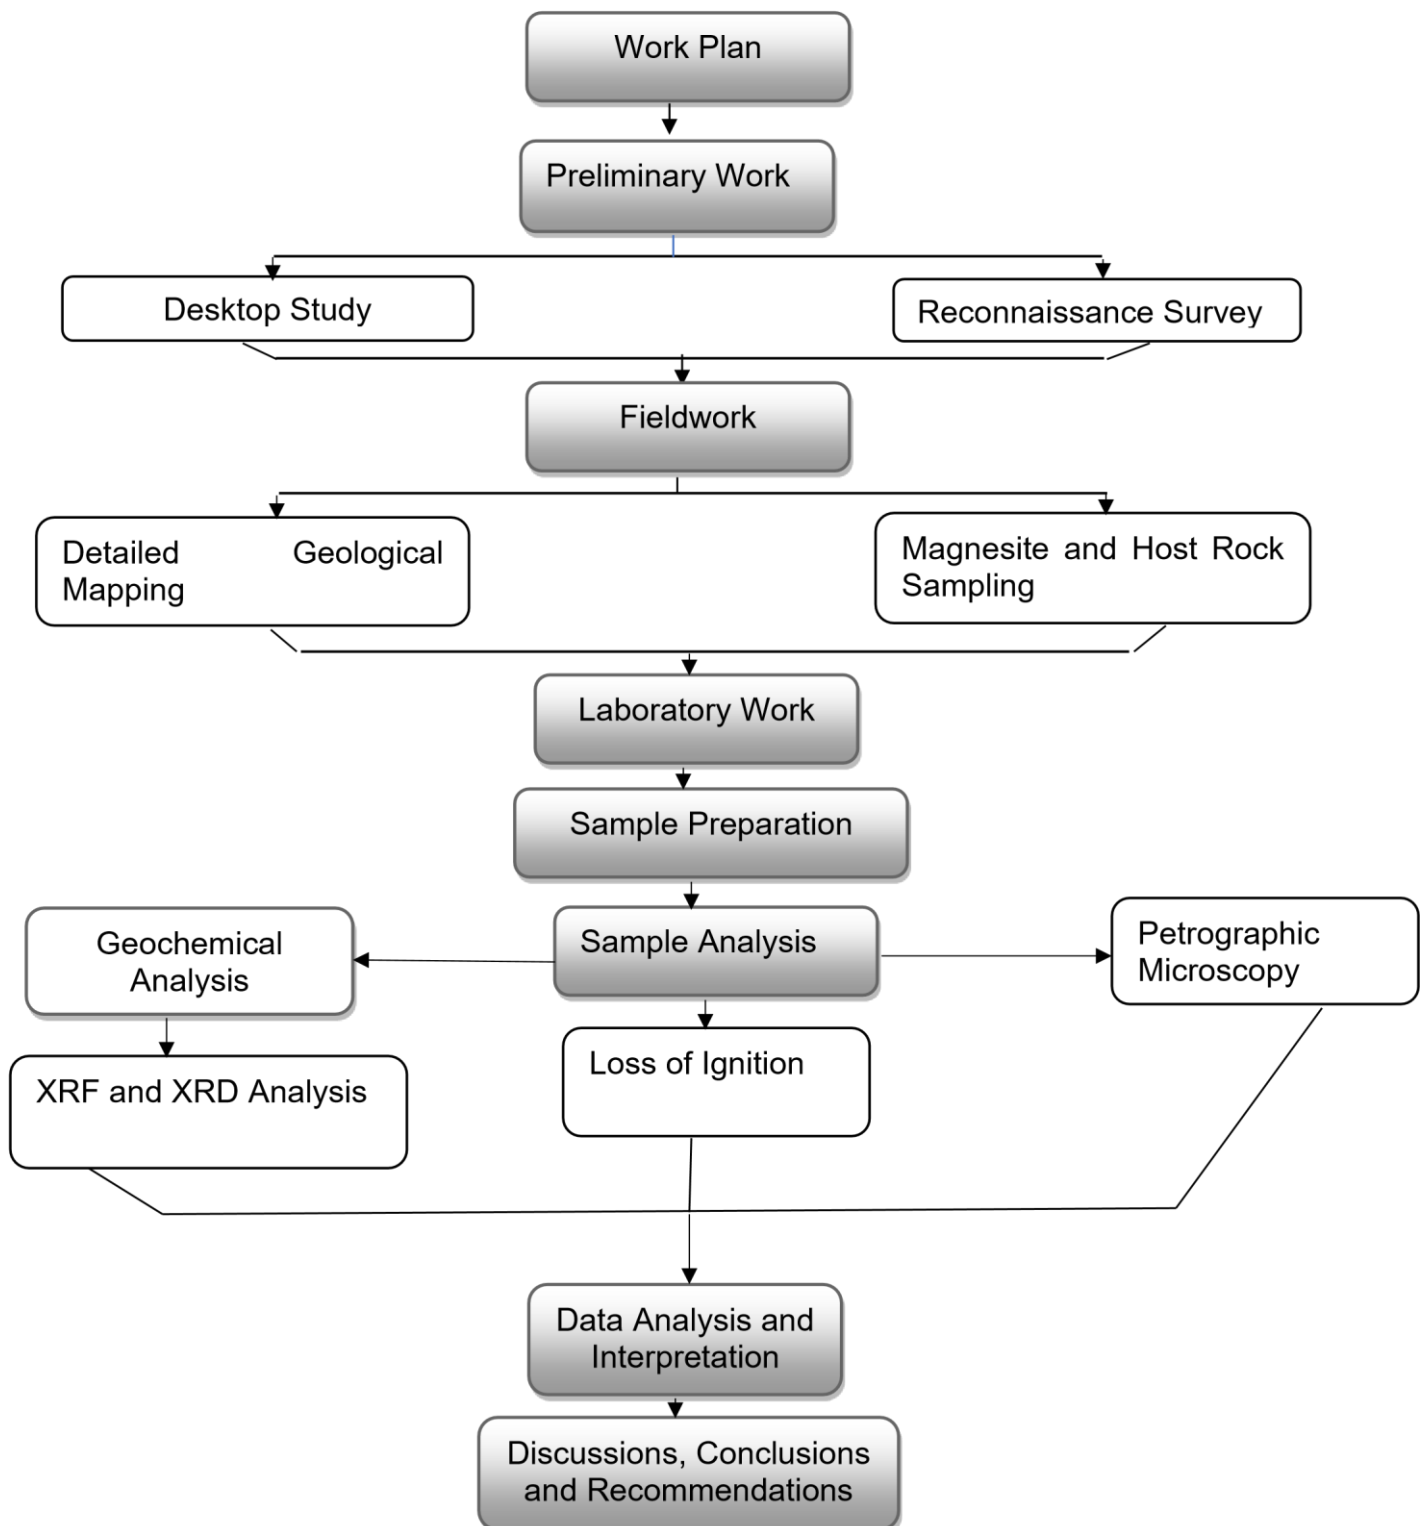 Work Plan
Preliminary Work
Desktop Study
Reconnaissance Survey
Fieldwork
Detailed Geological
Mapping
Magnesite and Host Rock
Sampling
Laboratory Work
Sample Preparation
Geochemical
Analysis
Sample Analysis
Petrographic
Microscopy
XRF and XRD Analysis
Loss of Ignition
Data Analysis and
Interpretation
Discussions, Conclusions
and Recommendations